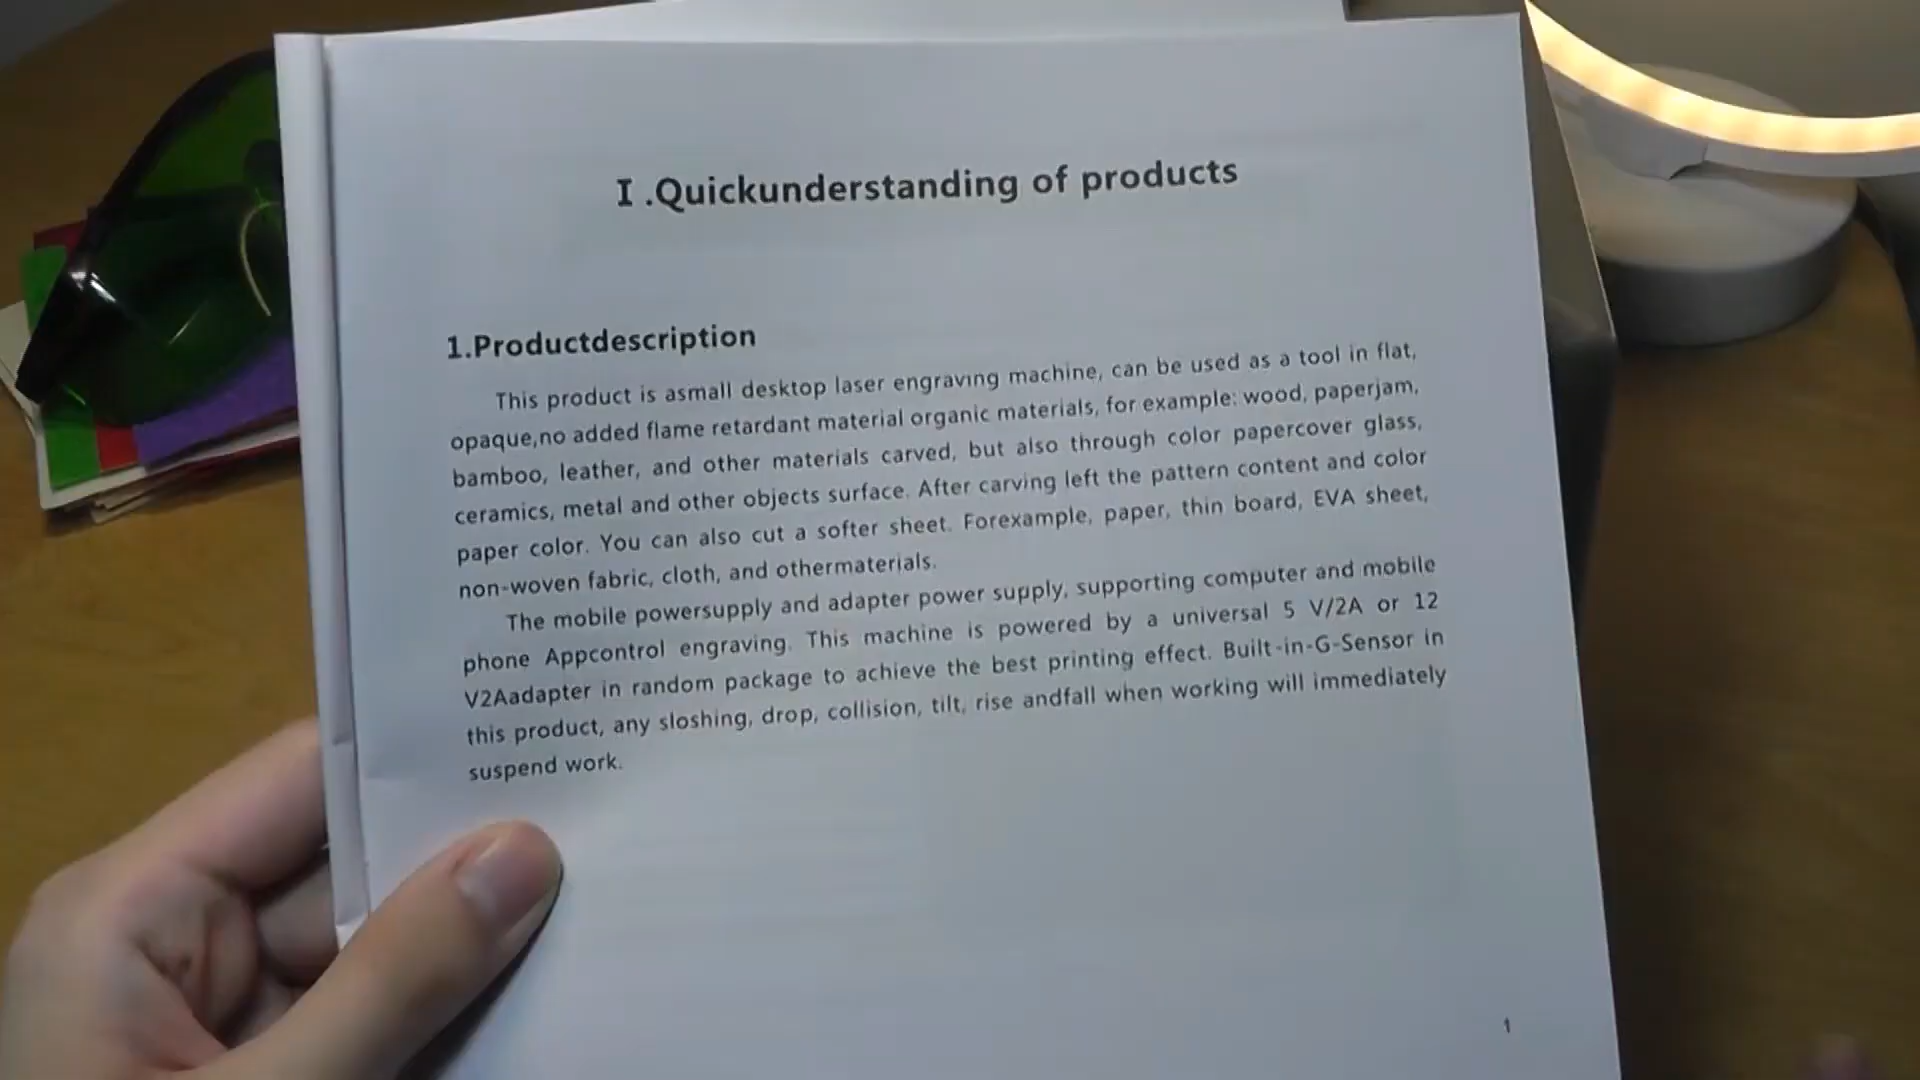 I .Quickunderstanding of products
1.Productdescription
This product is asmall desktop laser engraving machine, can be used as a tool in flat,
opaque,no added flame retardant material organic materials, for example: wood, paperjam,
bamboo, leather, and other materials carved, but also through color papercover glass,
ceramics, metal and other objects surface. After carving left the pattern content and color
paper color. You can also cut a softer sheet. Forexample, paper, thin board, EVA sheet,
non-woven fabric, cloth, and othermaterials.
The mobile powersupply and adapter power supply, supporting computer and mobile
phone Appcontrol engraving. This machine is powered by a universal 5 V/2A or 12
V2Aadapter in random package to achieve the best printing effect. Built-in-G-Sensor in
this product, any sloshing, drop, collision, tilt, rise andfall when working will immediately
suspend work.
1